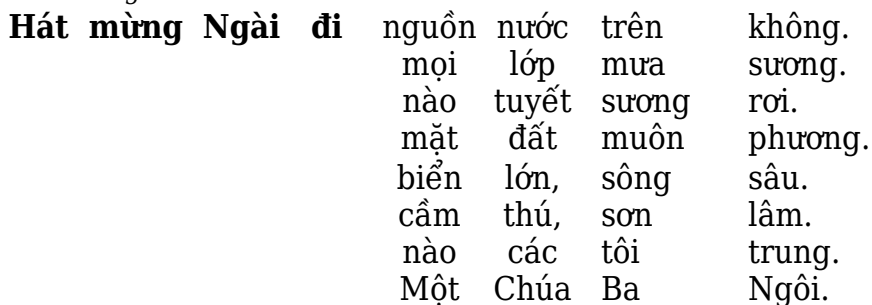 Hát mừng Ngài đi nguồn nước trên không.
mọi lớp mưa sương.
nào tuyết sương rơi.
mặt đất muôn phương.
biển lớn, sông sâu.
cầm thú, sơn lâm.
nào các tôi trung.
Một Chúa Ba Ngôi.